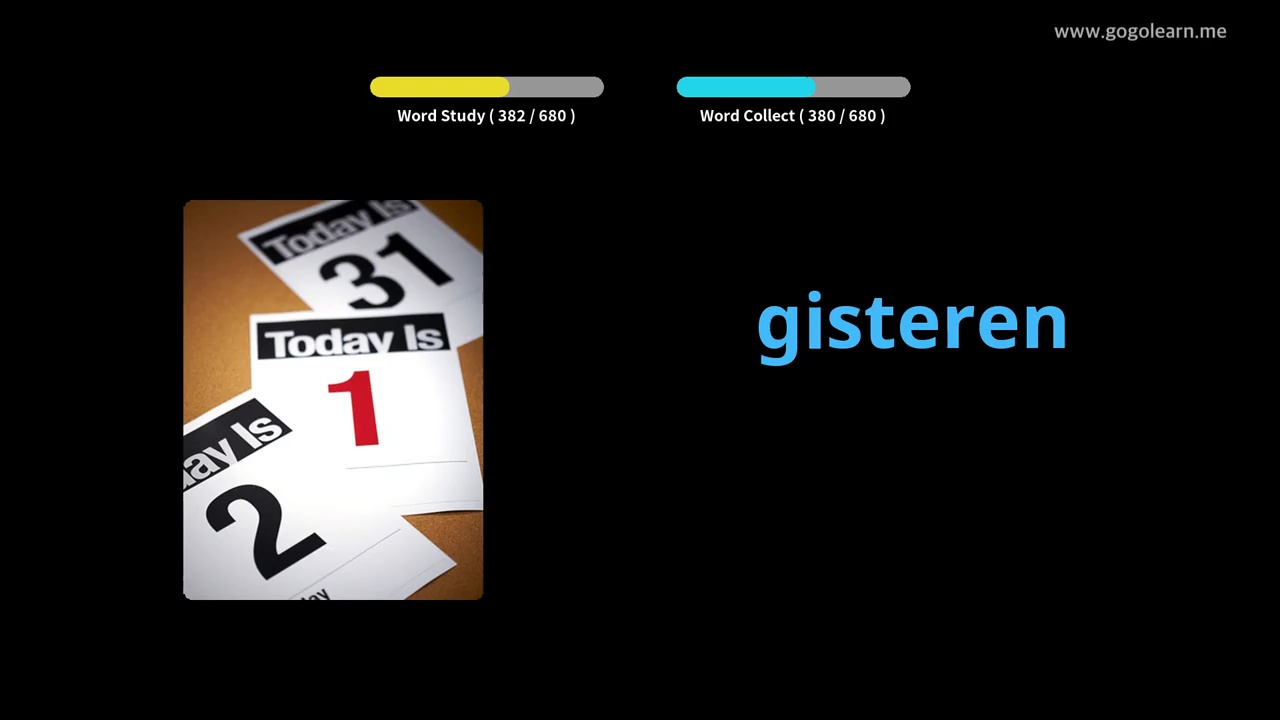 www.gogolearn.me
Word Study ( 382 / 680 )
Word Collect ( 380 / 680 )
Today Is
31
Today Is
1
ay Is
2
ay
gisteren